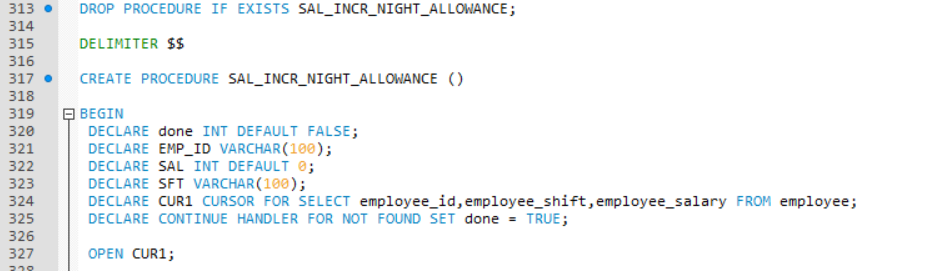 313 DROP PROCEDURE IF EXISTS SAL_INCR_NIGHT_ALLOWANCE;
314
315 DELIMITER $$
316
317 CREATE PROCEDURE SAL_INCR_NIGHT_ALLOWANCE ()
318
319 BEGIN
320 DECLARE done INT DEFAULT FALSE;
321 DECLARE EMP_ID VARCHAR(100);
322 DECLARE SAL INT DEFAULT 0;
323 DECLARE SFT VARCHAR(100);
324 DECLARE CUR1 CURSOR FOR SELECT employee_id,employee_shift,employee_salary FROM employee;
325 DECLARE CONTINUE HANDLER FOR NOT FOUND SET done = TRUE;
326
327 OPEN CUR1;
328